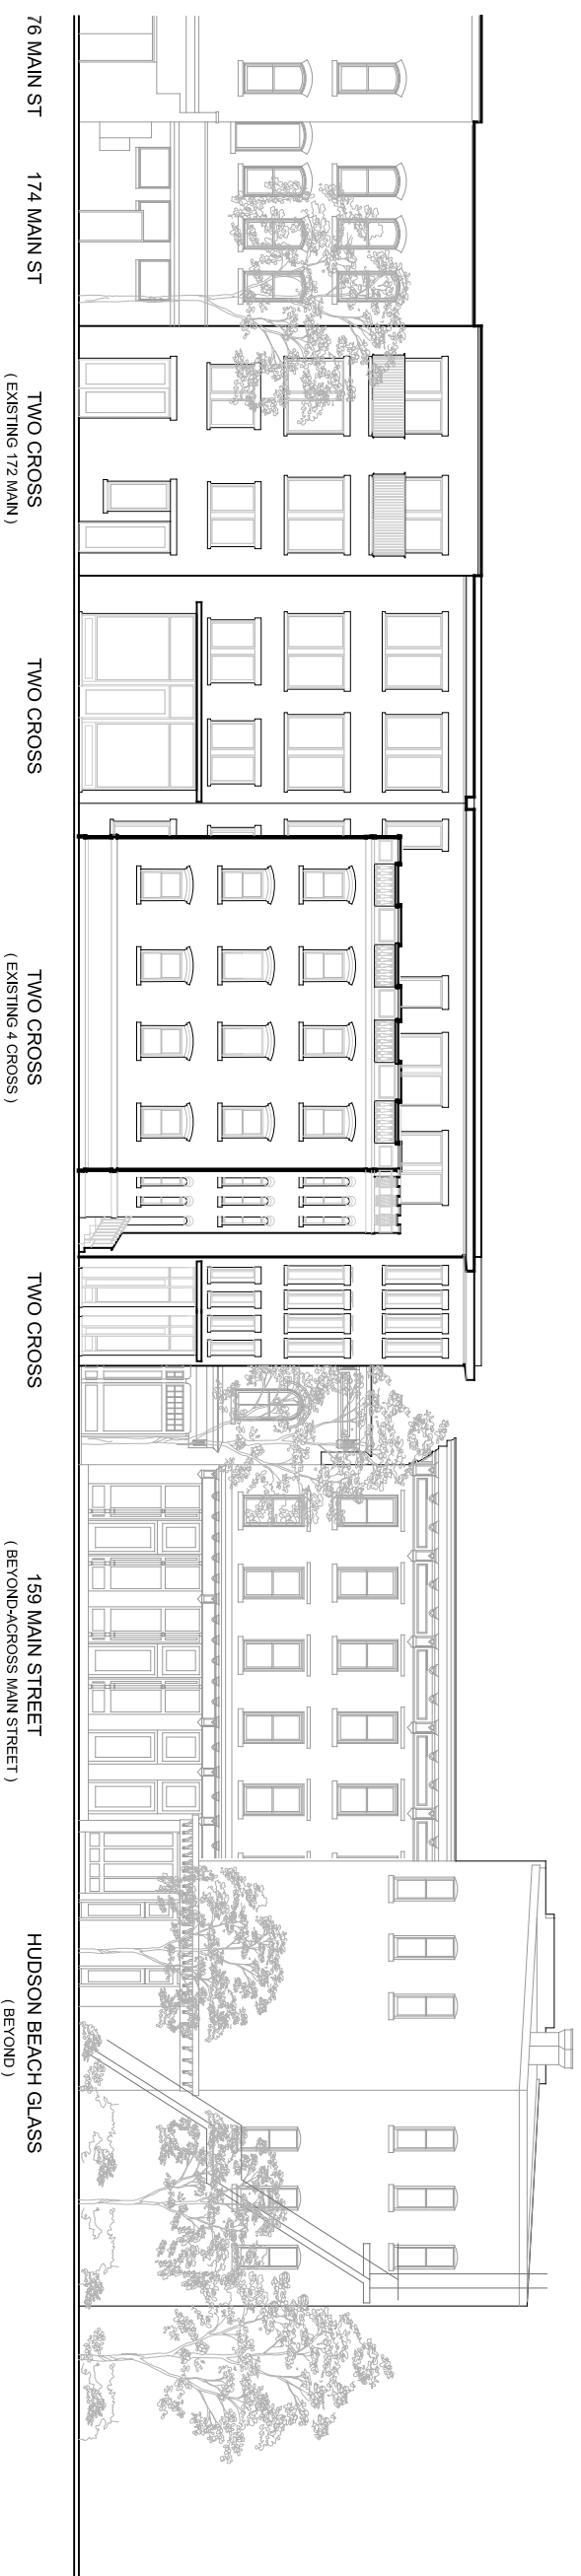 76 MAIN ST
174 MAIN ST
TWO CROSS
( EXISTING 172 MAIN )
TWO CROSS
TWO CROSS
( EXISTING 4 CROSS )
TWO CROSS
159 MAIN STREET
( BEYOND-ACROSS MAIN STREET )
HUDSON BEACH GLASS
( BEYOND )